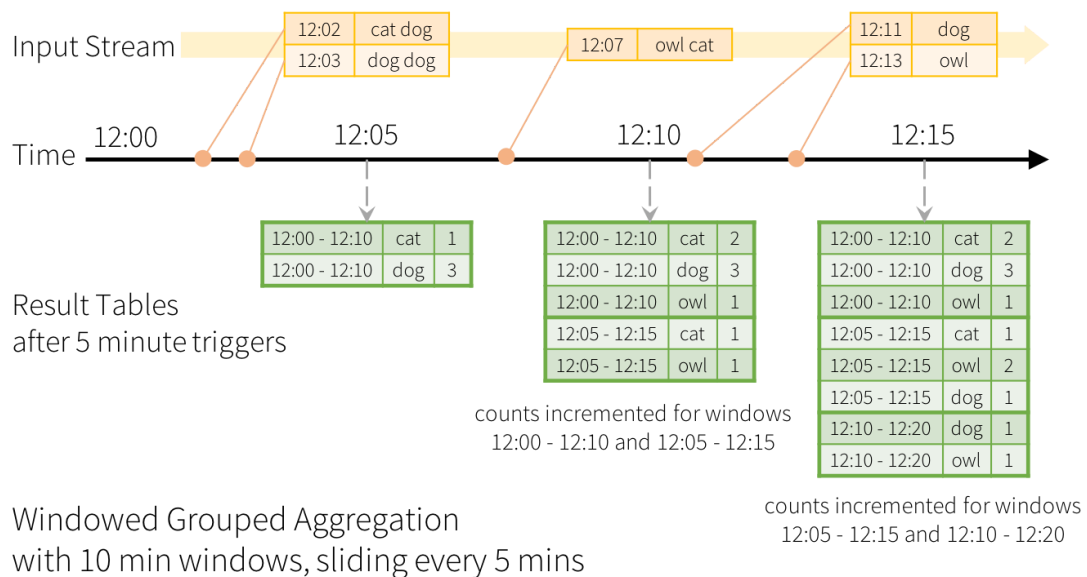 Input Stream
12:02 cat dog
12:03 dog dog
12:07 owl cat
12:11 dog
12:13 owl
Time
12:00
12:05
12:10
12:15
12:00 - 12:10 cat 1
12:00 - 12:10 dog 3
12:00 - 12:10 cat 2
12:00 - 12:10 dog 3
12:00 - 12:10 owl 1
12:05 - 12:15 cat 1
12:05 - 12:15 owl 1
12:00 - 12:10 cat 2
12:00 - 12:10 dog 3
12:00 - 12:10 owl 1
12:05 - 12:15 cat 1
12:05 - 12:15 owl 2
12:05 - 12:15 dog 1
12:10 - 12:20 dog 1
12:10 - 12:20 owl 1
Result Tables
after 5 minute triggers
counts incremented for windows
12:00 - 12:10 and 12:05 - 12:15
counts incremented for windows
12:05 - 12:15 and 12:10 - 12:20
Windowed Grouped Aggregation
with 10 min windows, sliding every 5 mins